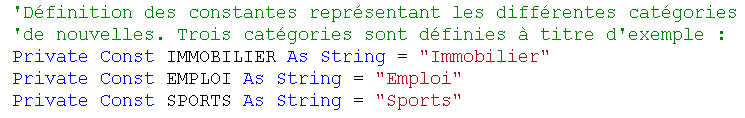 'Définition des constantes représentant les différentes catégories
'de nouvelles. Trois catégories sont définies à titre d'exemple :
Private Const IMMOBILIER As String = "Immobilier"
Private Const EMPLOI As String = "Emploi"
Private Const SPORTS As String = "Sports"